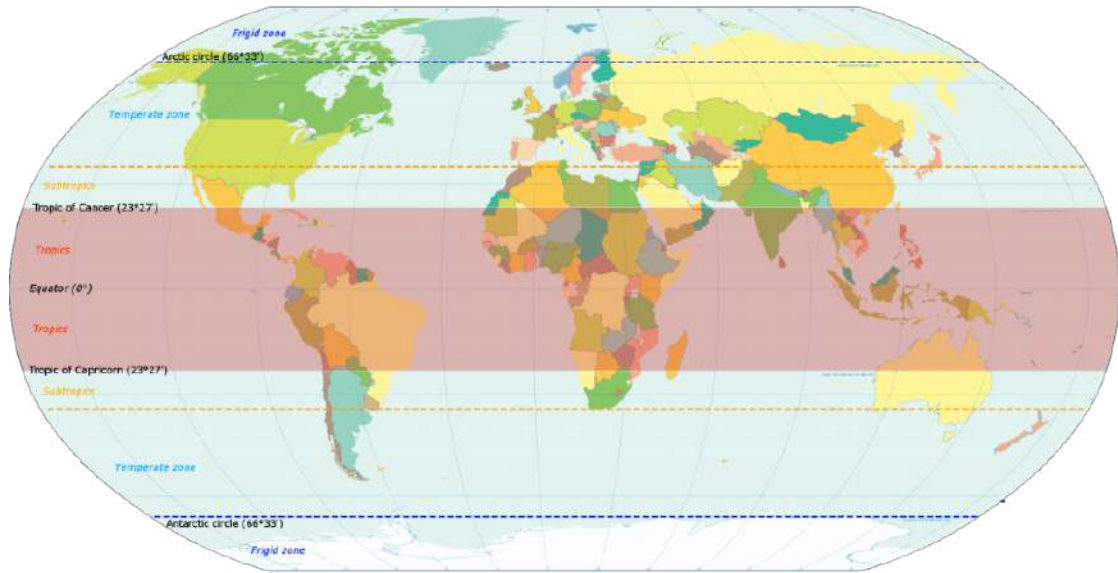 Frigid zone
Arctic circle (66°33')
Temperate zone
Subtropics
Tropic of Cancer (23°27')
Tropics
Equator (0°)
Tropics
Tropic of Capricorn (23°27')
Subtropics
Temperate zone
Antarctic circle (66°33')
Frigid zone